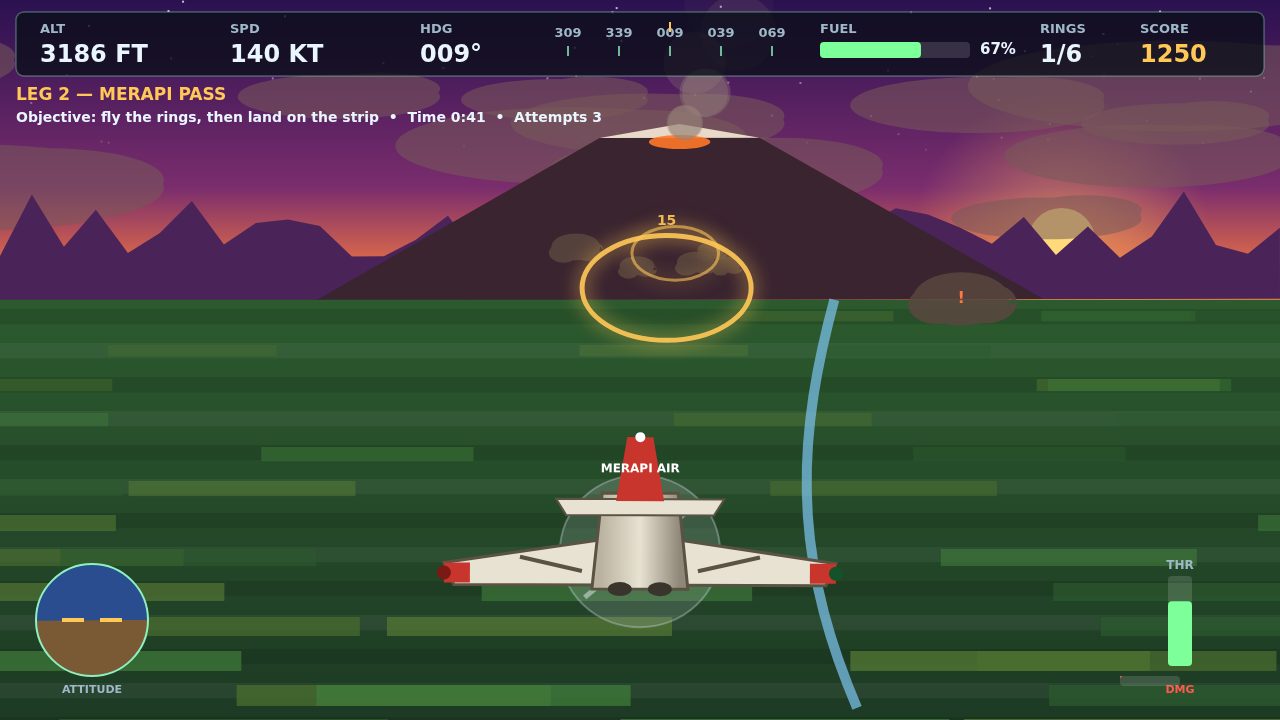 ALT
3186 FT
SPD
140 KT
HDG
009°
309 339 009 039 069
FUEL
67%
RINGS
1/6
SCORE
1250
LEG 2 — MERAPI PASS
Objective: fly the rings, then land on the strip • Time 0:41 • Attempts 3
15
!
MERAPI AIR
THR
ATTITUDE
DMG